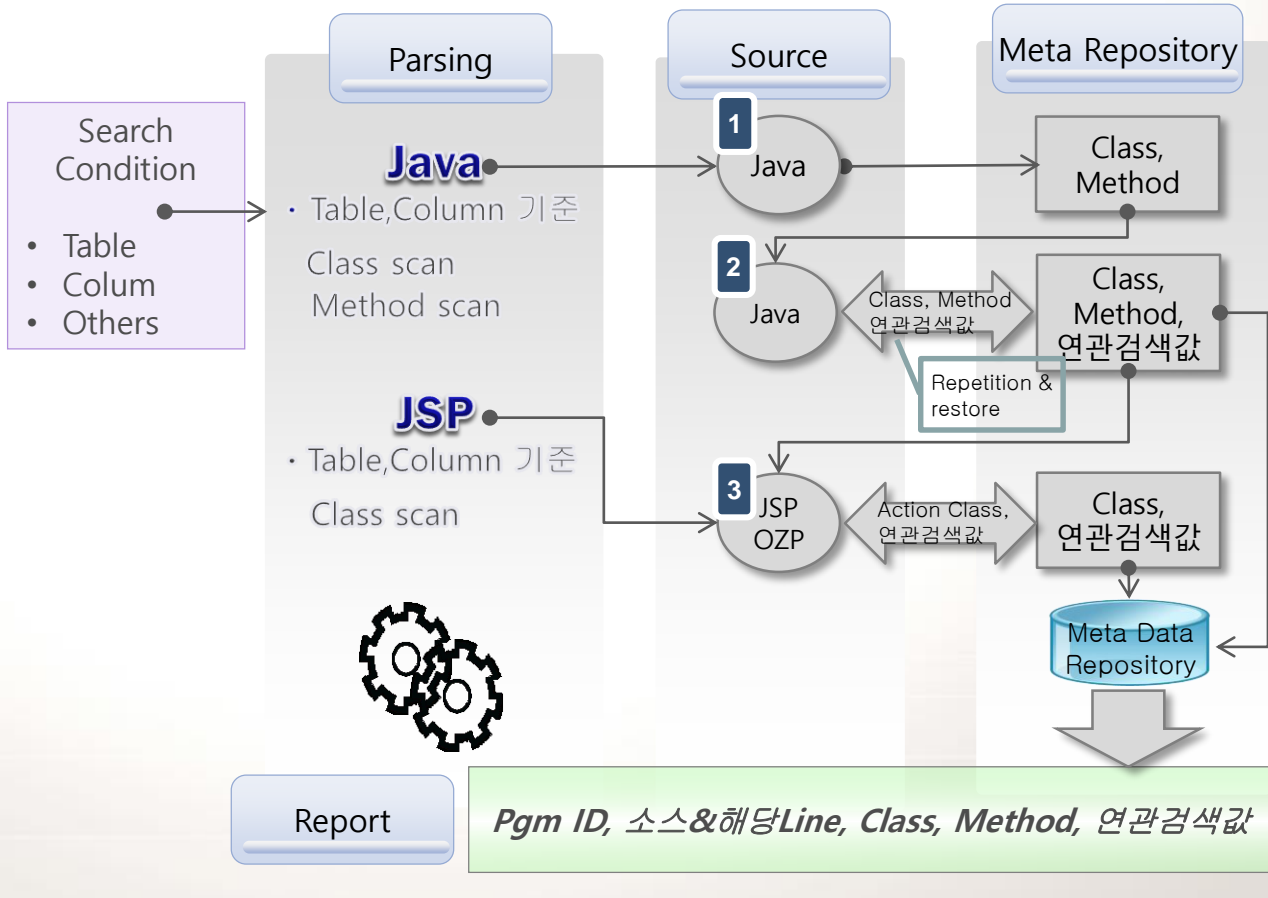 Parsing
Source
Meta Repository
Search
Condition
• Table
• Colum
• Others
Java
· Table,Column 기준
Class scan
Method scan
JSP
· Table,Column 기준
Class scan
1
Java
Class,
Method
2
Java
Class, Method
연관검색값
Class,
Method,
연관검색값
Repetition &
restore
3
JSP
OZP
Action Class,
연관검색값
Class,
연관검색값
Meta Data
Repository
Report
Pgm ID, 소스&해당Line, Class, Method, 연관검색값